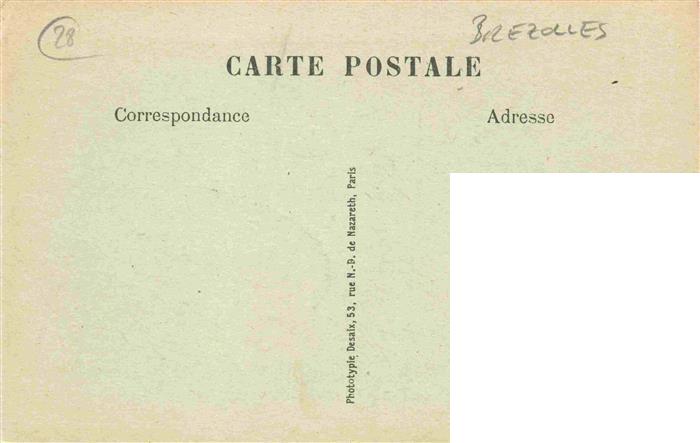 28
BREZOLLES
CARTE POSTALE
Correspondance
Adresse
Phototypie Desaix, 53, rue N.-D. de Nazareth, Paris